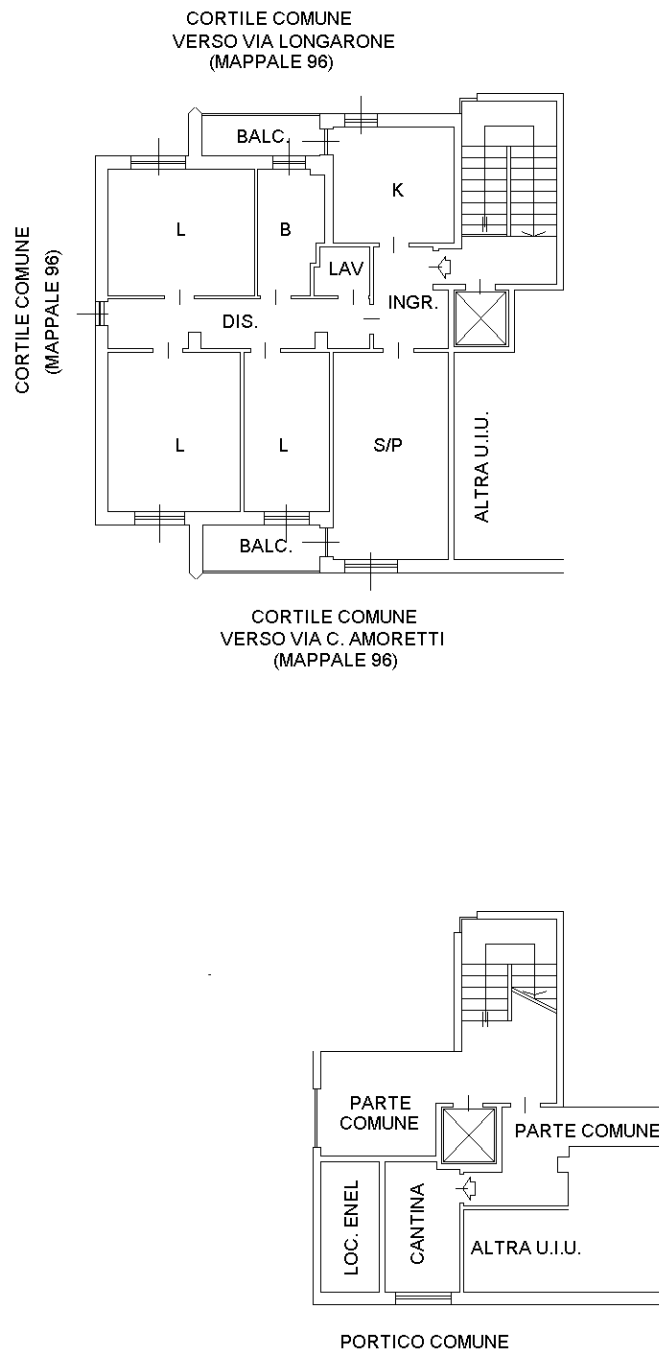 CORTILE COMUNE
VERSO VIA LONGARONE
(MAPPALE 96)
BALC.
K
L
B
LAV
INGR.
DIS.
CORTILE COMUNE
(MAPPALE 96)
L
L
S/P
ALTRA U.I.U.
BALC.
CORTILE COMUNE
VERSO VIA C. AMORETTI
(MAPPALE 96)
PARTE
COMUNE
PARTE COMUNE
LOC. ENEL
CANTINA
ALTRA U.I.U.
PORTICO COMUNE